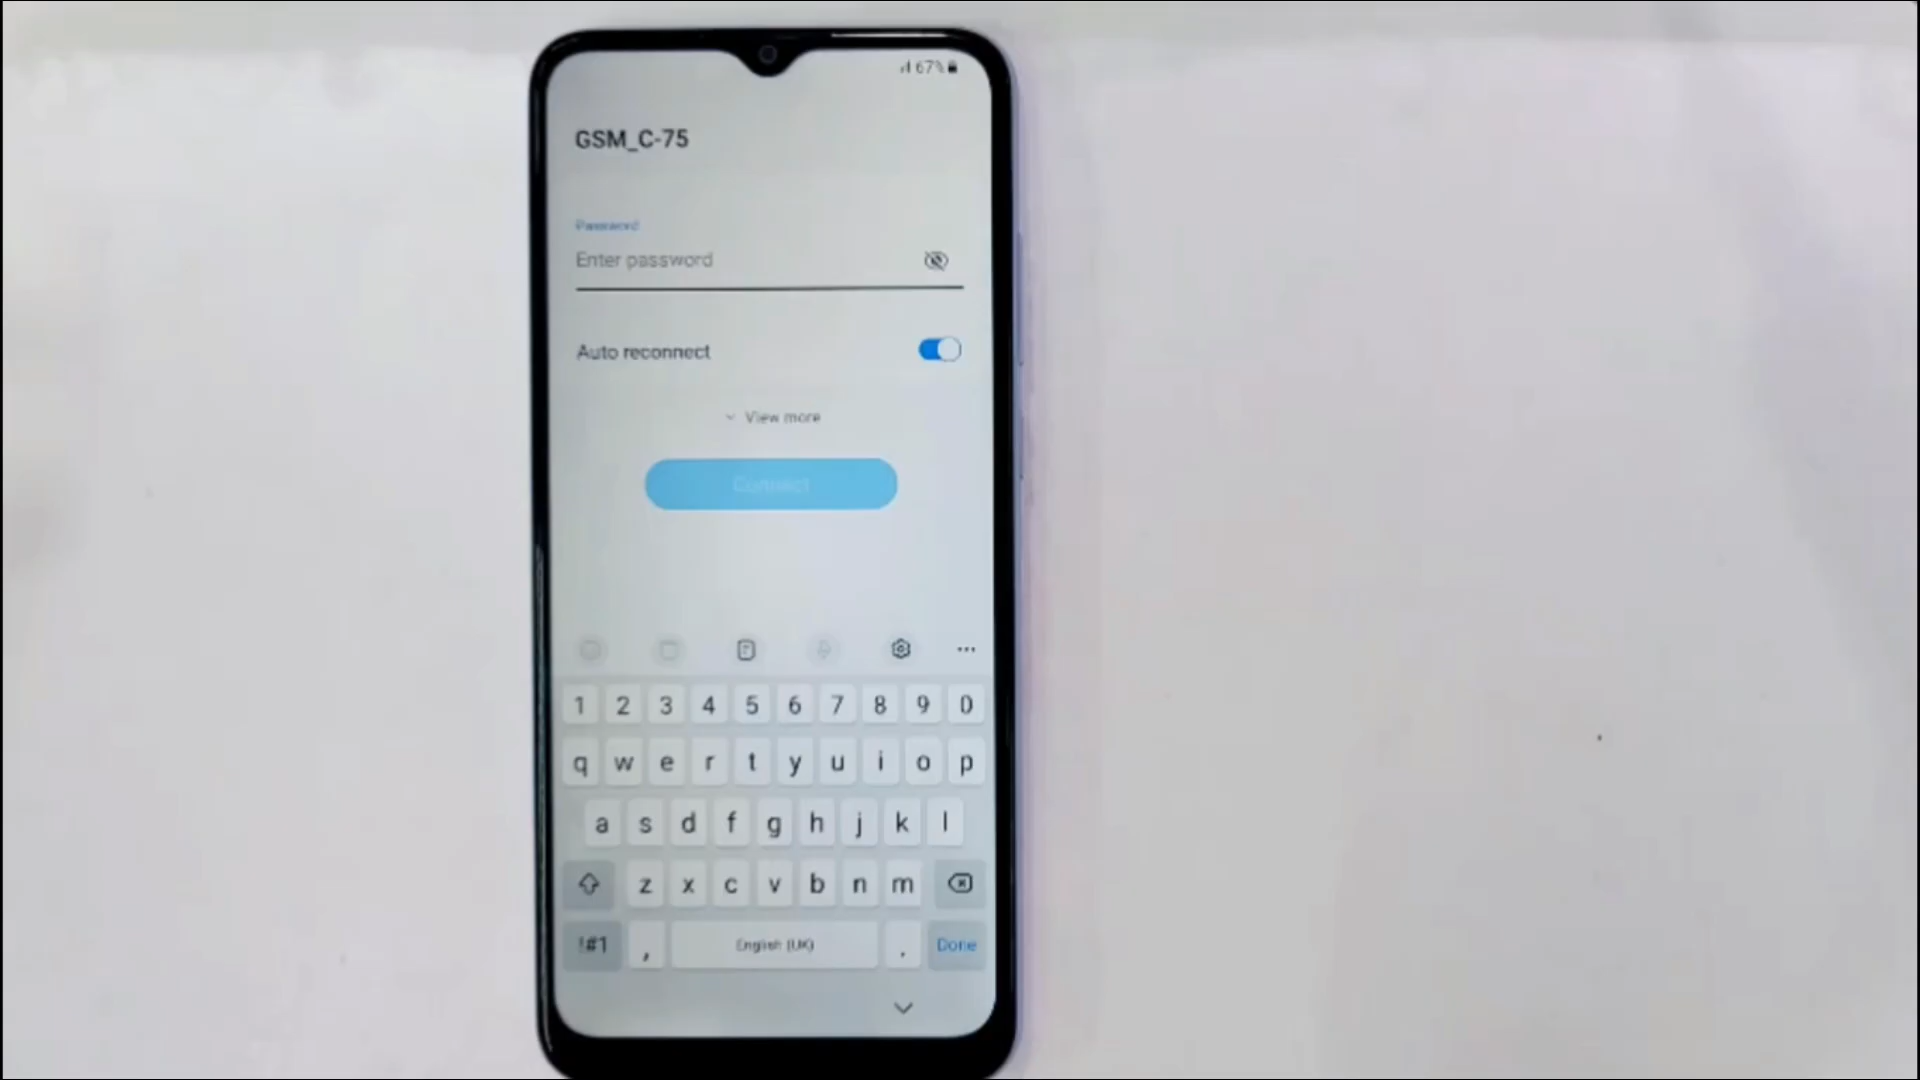 67%
GSM_C-75
Password
Enter password
Auto reconnect
View more
Connect
1 2 3 4 5 6 7 8 9 0
q w e r t y u i o p
a s d f g h j k l
z x c v b n m
!#1 , English (UK) . Done